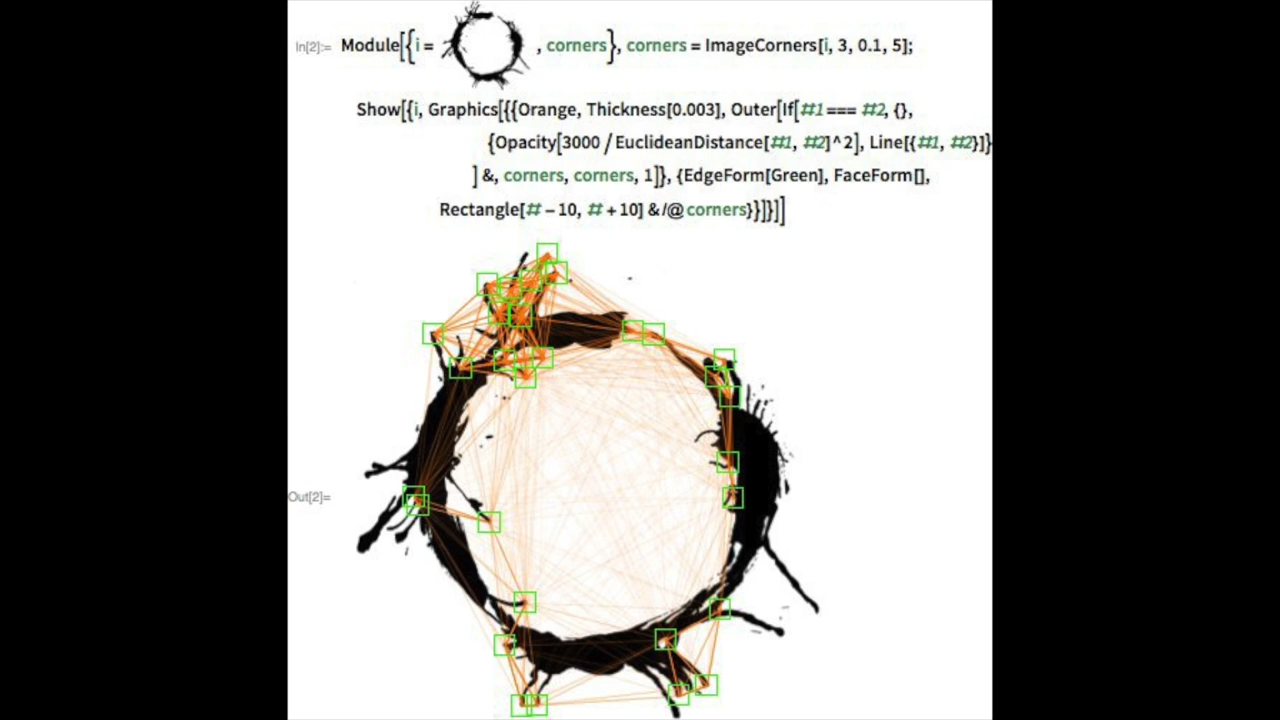 In[2]:= Module[{i = , corners}, corners = ImageCorners[i, 3, 0.1, 5];
Show[{i, Graphics[{{Orange, Thickness[0.003], Outer[If[#1 === #2, {},
{Opacity[3000 / EuclideanDistance[#1, #2]^2], Line[{#1, #2}]}
] &, corners, corners, 1]}, {EdgeForm[Green], FaceForm[],
Rectangle[# - 10, # + 10] & /@ corners}}]}]]
Out[2]=